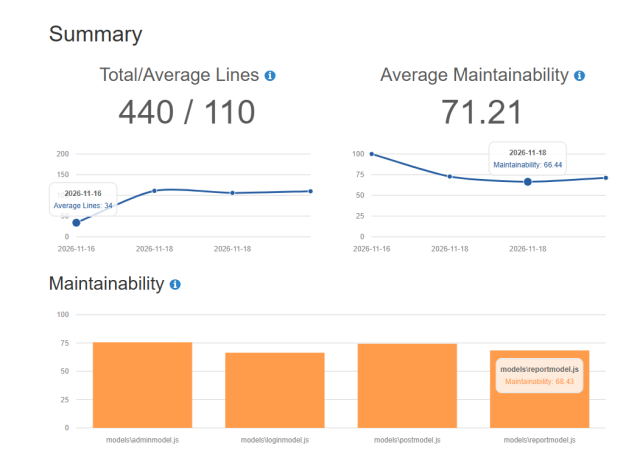 Summary
Total/Average Lines
440 / 110
200
150
2026-11-16
Average Lines: 34
50
0
2026-11-16 2026-11-18 2026-11-18
Average Maintainability
71.21
100
75
50
25
0
2026-11-18
Maintainability: 66.44
2026-11-16 2026-11-18 2026-11-18
Maintainability
100
75
50
25
0
models\reportmodel.js
Maintainability: 68.43
models\adminmodel.js models\loginmodel.js models\postmodel.js models\reportmodel.js